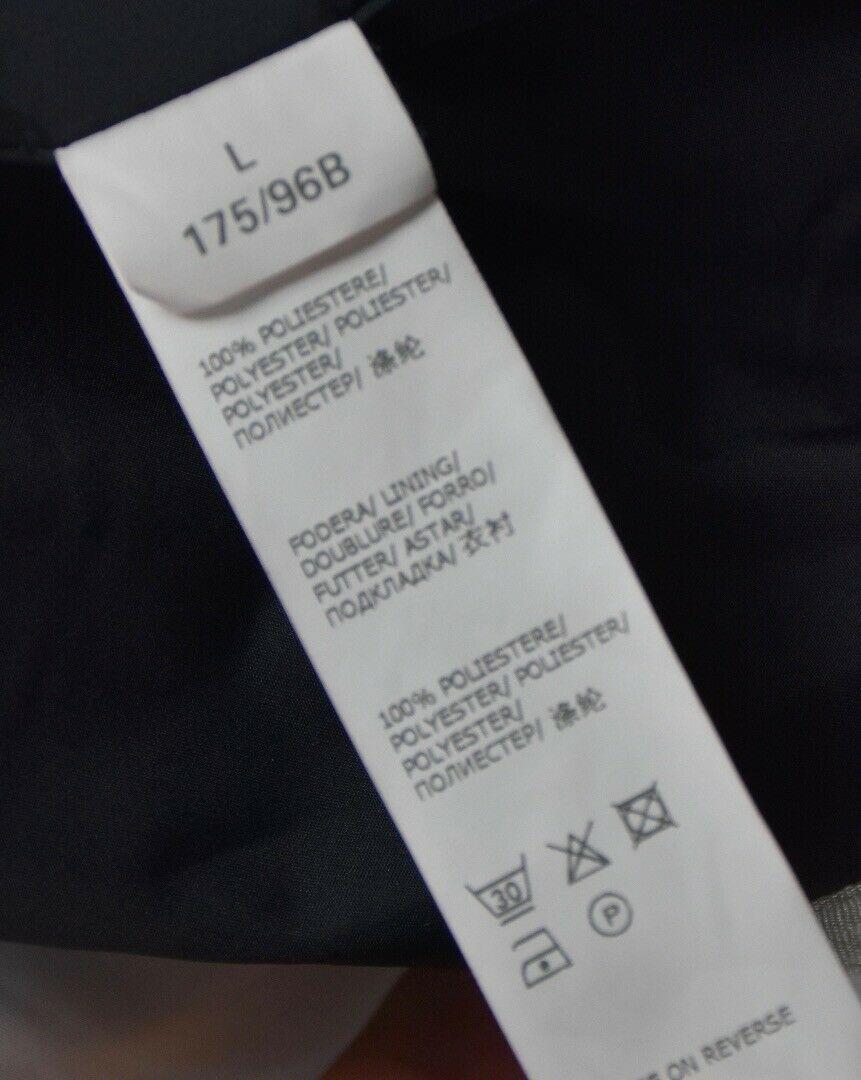 L
175/96B
100% POLIESTERE/
POLYESTER/ POLIESTER/
POLYESTER/
ПОЛИЕСТЕР/ 涤纶
FODERA/ LINING/
DOUBLURE/ FORRO/
FUTTER/ ASTAR/
ПОДКЛАДКА/ 衣衬
100% POLIESTERE/
POLYESTER/ POLIESTER/
POLYESTER/
ПОЛИЕСТЕР/ 涤纶
30
P
ON REVERSE